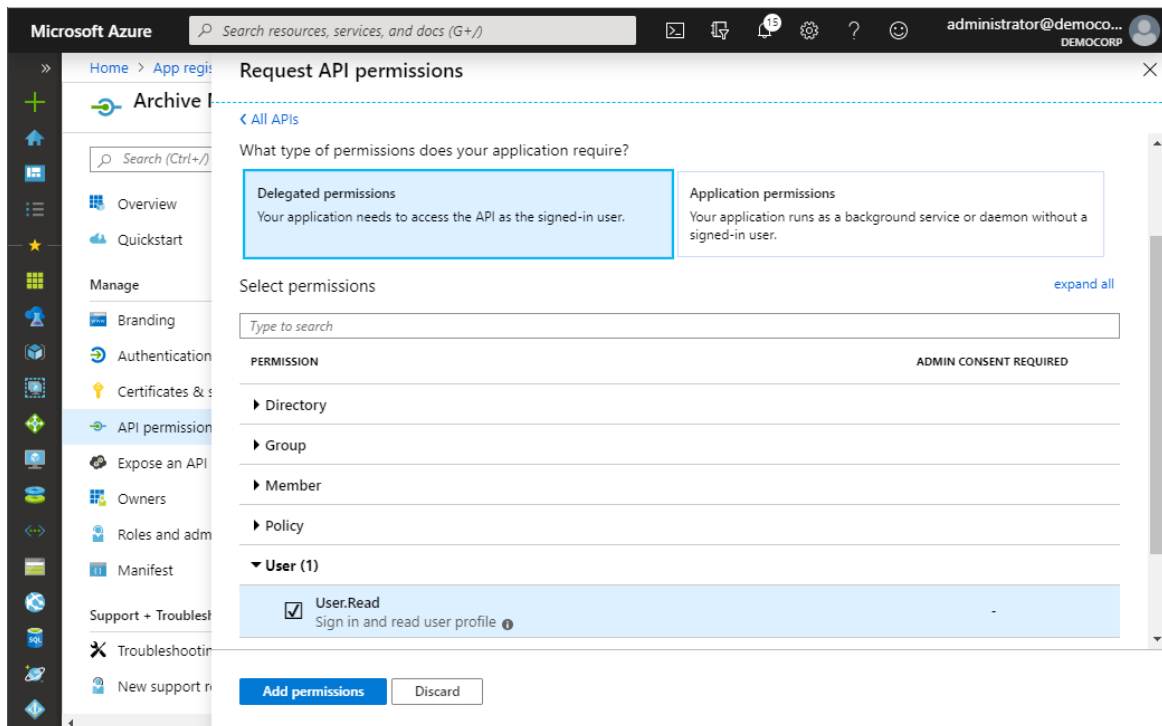 Microsoft Azure
Search resources, services, and docs (G+/)
15
administrator@democo...
DEMOCORP
Home > App regis
Archive
Search (Ctrl+/)
Overview
Quickstart
Manage
Branding
Authentication
Certificates & s
API permission
Expose an API
Owners
Roles and adm
Manifest
Support + Troublesh
Troubleshootin
New support r
Request API permissions
All APIs
What type of permissions does your application require?
Delegated permissions
Your application needs to access the API as the signed-in user.
Application permissions
Your application runs as a background service or daemon without a
signed-in user.
Select permissions
expand all
Type to search
PERMISSION
ADMIN CONSENT REQUIRED
Directory
Group
Member
Policy
User (1)
User.Read
Sign in and read user profile
-
Add permissions
Discard